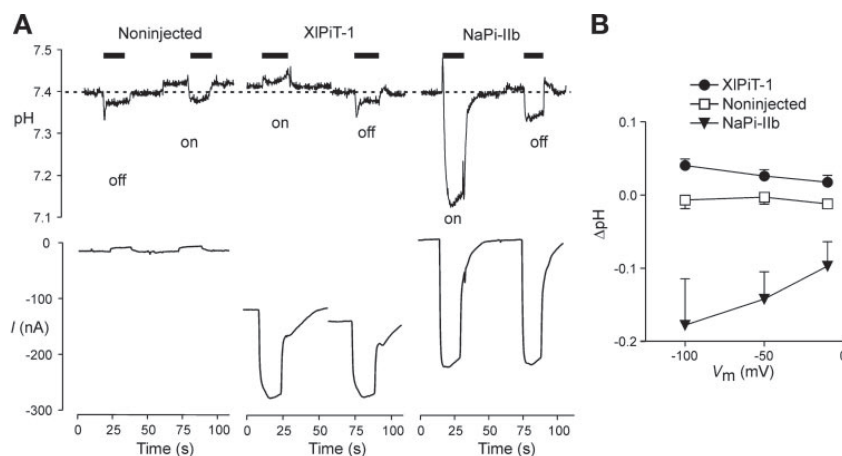 A
B
Noninjected
XIPiT-1
NaPi-IIb
7.5
7.4
pH
7.3
7.2
7.1
off
on
on
off
on
off
0
-100
I (nA)
-200
-300
0 25 50 75 100
Time (s)
0 25 50 75 100
Time (s)
0 25 50 75 100
Time (s)
XIPiT-1
Noninjected
NaPi-IIb
0.1
0.0
ΔpH
-0.1
-0.2
-100 -50 0
Vm (mV)